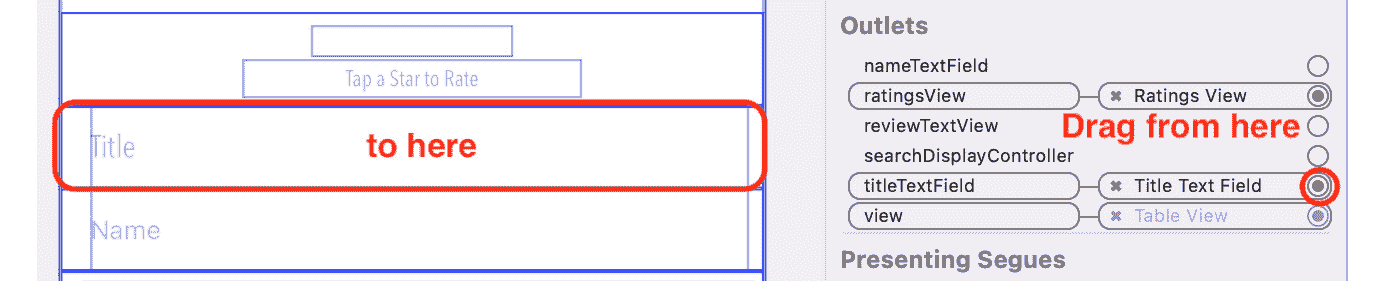 Tap a Star to Rate
Title
to here
Name
Outlets
nameTextField
ratingsView
Ratings View
reviewTextView
Drag from here
searchDisplayController
titleTextField
Title Text Field
view
Table View
Presenting Segues